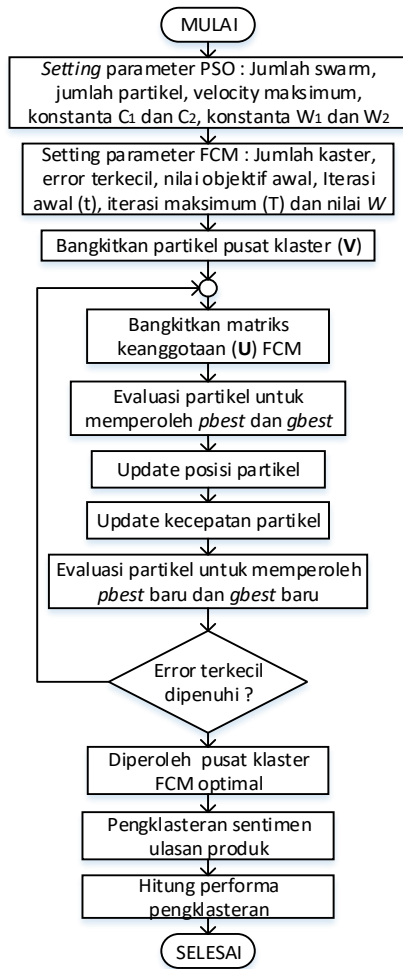 MULAI
Setting parameter PSO : Jumlah swarm,
jumlah partikel, velocity maksimum,
konstanta C₁ dan C₂, konstanta W₁ dan W₂
Setting parameter FCM : Jumlah kaster,
error terkecil, nilai objektif awal, Iterasi
awal (t), iterasi maksimum (T) dan nilai W
Bangkitkan partikel pusat klaster (V)
Bangkitkan matriks
keanggotaan (U) FCM
Evaluasi partikel untuk
memperoleh pbest dan gbest
Update posisi partikel
Update kecepatan partikel
Evaluasi partikel untuk memperoleh
pbest baru dan gbest baru
Error terkecil
dipenuhi ?
Diperoleh pusat klaster
FCM optimal
Pengklasteran sentimen
ulasan produk
Hitung performa
pengklasteran
SELESAI